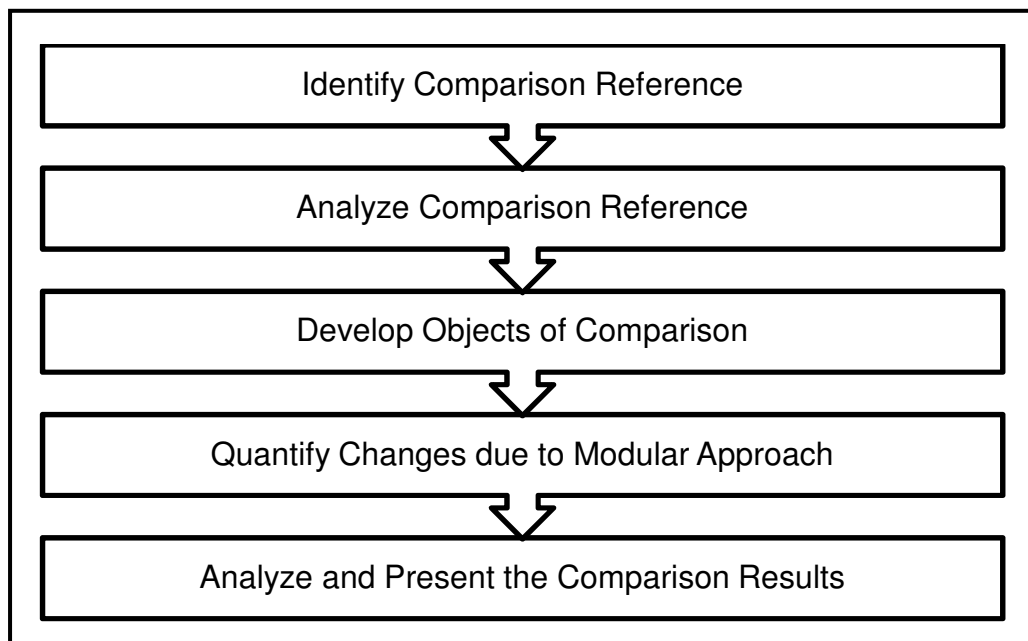 Identify Comparison Reference
Analyze Comparison Reference
Develop Objects of Comparison
Quantify Changes due to Modular Approach
Analyze and Present the Comparison Results